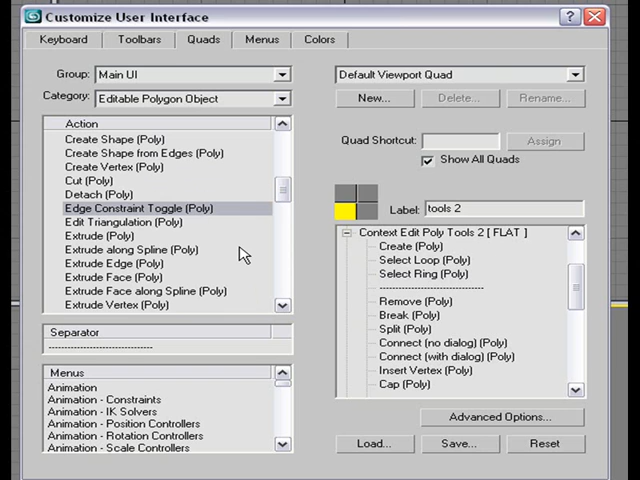 Customize User Interface
Keyboard
Toolbars
Quads
Menus
Colors
Group: Main UI
Category: Editable Polygon Object
Action
Create Shape (Poly)
Create Shape from Edges (Poly)
Create Vertex (Poly)
Cut (Poly)
Detach (Poly)
Edge Constraint Toggle (Poly)
Edit Triangulation (Poly)
Extrude (Poly)
Extrude along Spline (Poly)
Extrude Edge (Poly)
Extrude Face (Poly)
Extrude Face along Spline (Poly)
Extrude Vertex (Poly)
Separator
--------------------------------
Menus
Animation
Animation - Constraints
Animation - IK Solvers
Animation - Position Controllers
Animation - Rotation Controllers
Animation - Scale Controllers
Default Viewport Quad
New...
Delete...
Rename...
Quad Shortcut:
Assign
Show All Quads
Label: tools 2
Context Edit Poly Tools 2 [ FLAT ]
Create (Poly)
Select Loop (Poly)
Select Ring (Poly)
--------------------------------
Remove (Poly)
Break (Poly)
Split (Poly)
Connect (no dialog) (Poly)
Connect (with dialog) (Poly)
Insert Vertex (Poly)
Cap (Poly)
Advanced Options...
Load...
Save...
Reset